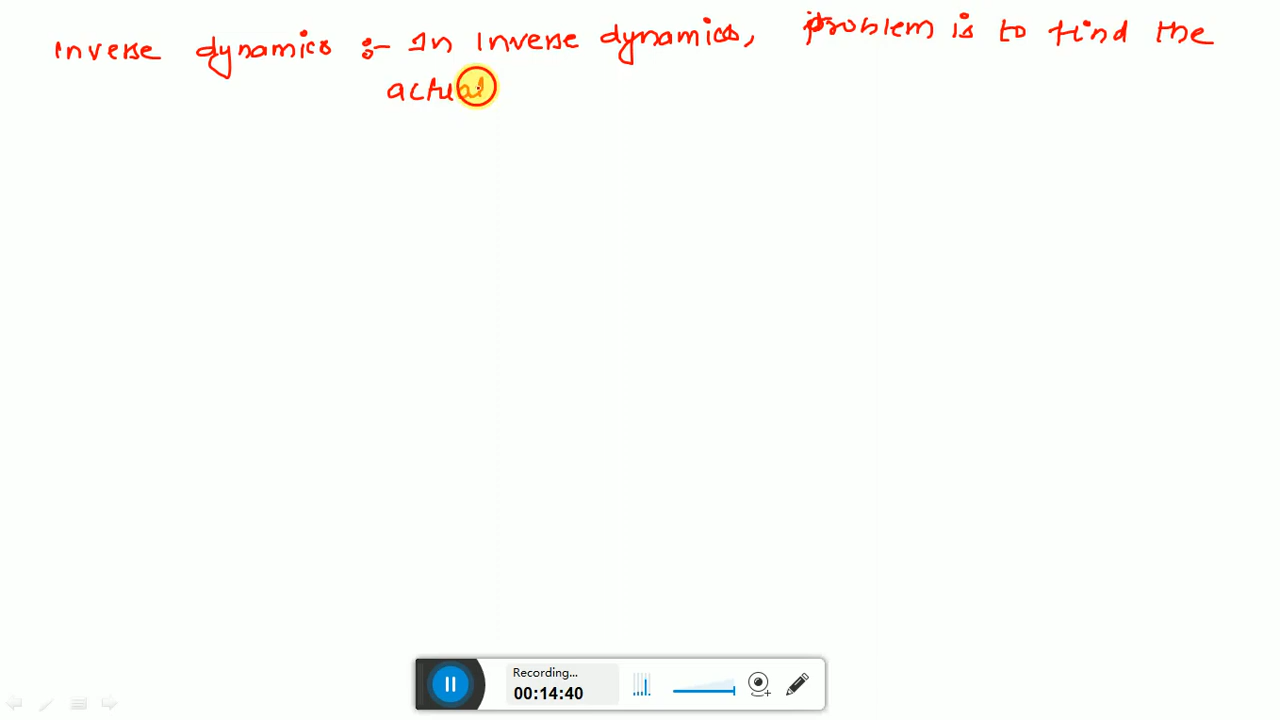 Inverse dynamics :- In Inverse dynamics, problem is to find the
actual
Recording...
00:14:40